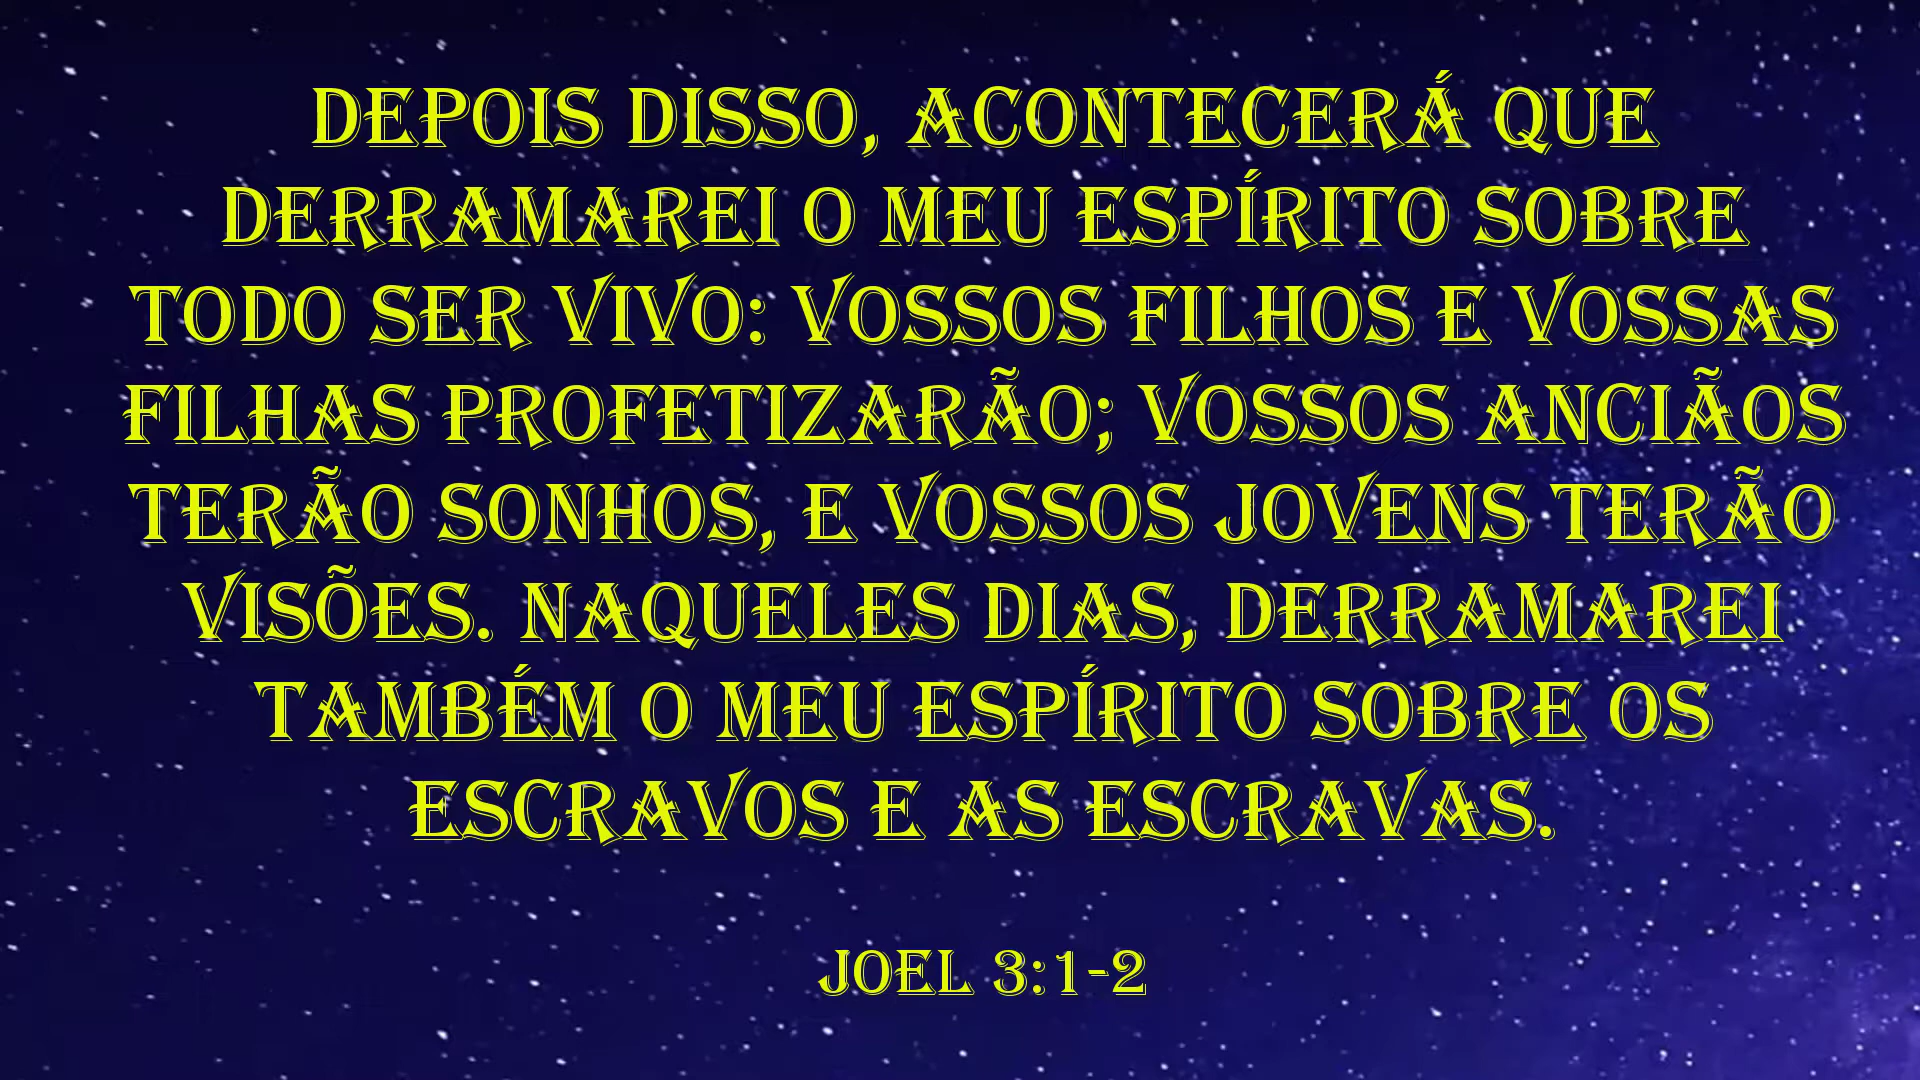 DEPOIS DISSO, ACONTECERÁ QUE
DERRAMAREI O MEU ESPÍRITO SOBRE
TODO SER VIVO: VOSSOS FILHOS E VOSSAS
FILHAS PROFETIZARÃO; VOSSOS ANCIÃOS
TERÃO SONHOS, E VOSSOS JOVENS TERÃO
VISÕES. NAQUELES DIAS, DERRAMAREI
TAMBÉM O MEU ESPÍRITO SOBRE OS
ESCRAVOS E AS ESCRAVAS.
JOEL 3:1-2